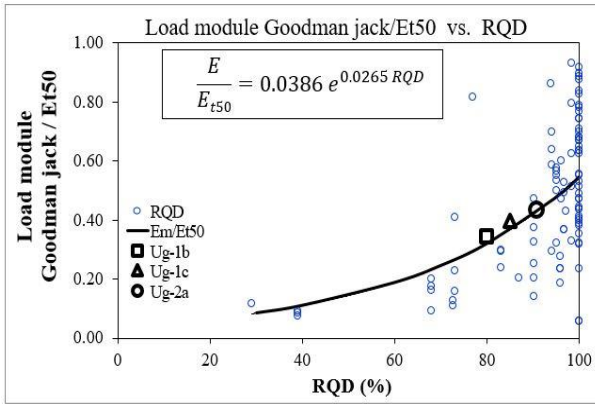 Load module Goodman jack/Et50 vs. RQD
E/E_{t50} = 0.0386 e^{0.0265 RQD}
Load module
Goodman jack / Et50
1.00
0.80
0.60
0.40
0.20
0.00
RQD
Em/Et50
Ug-1b
Ug-1c
Ug-2a
0
20
40
60
80
100
RQD (%)